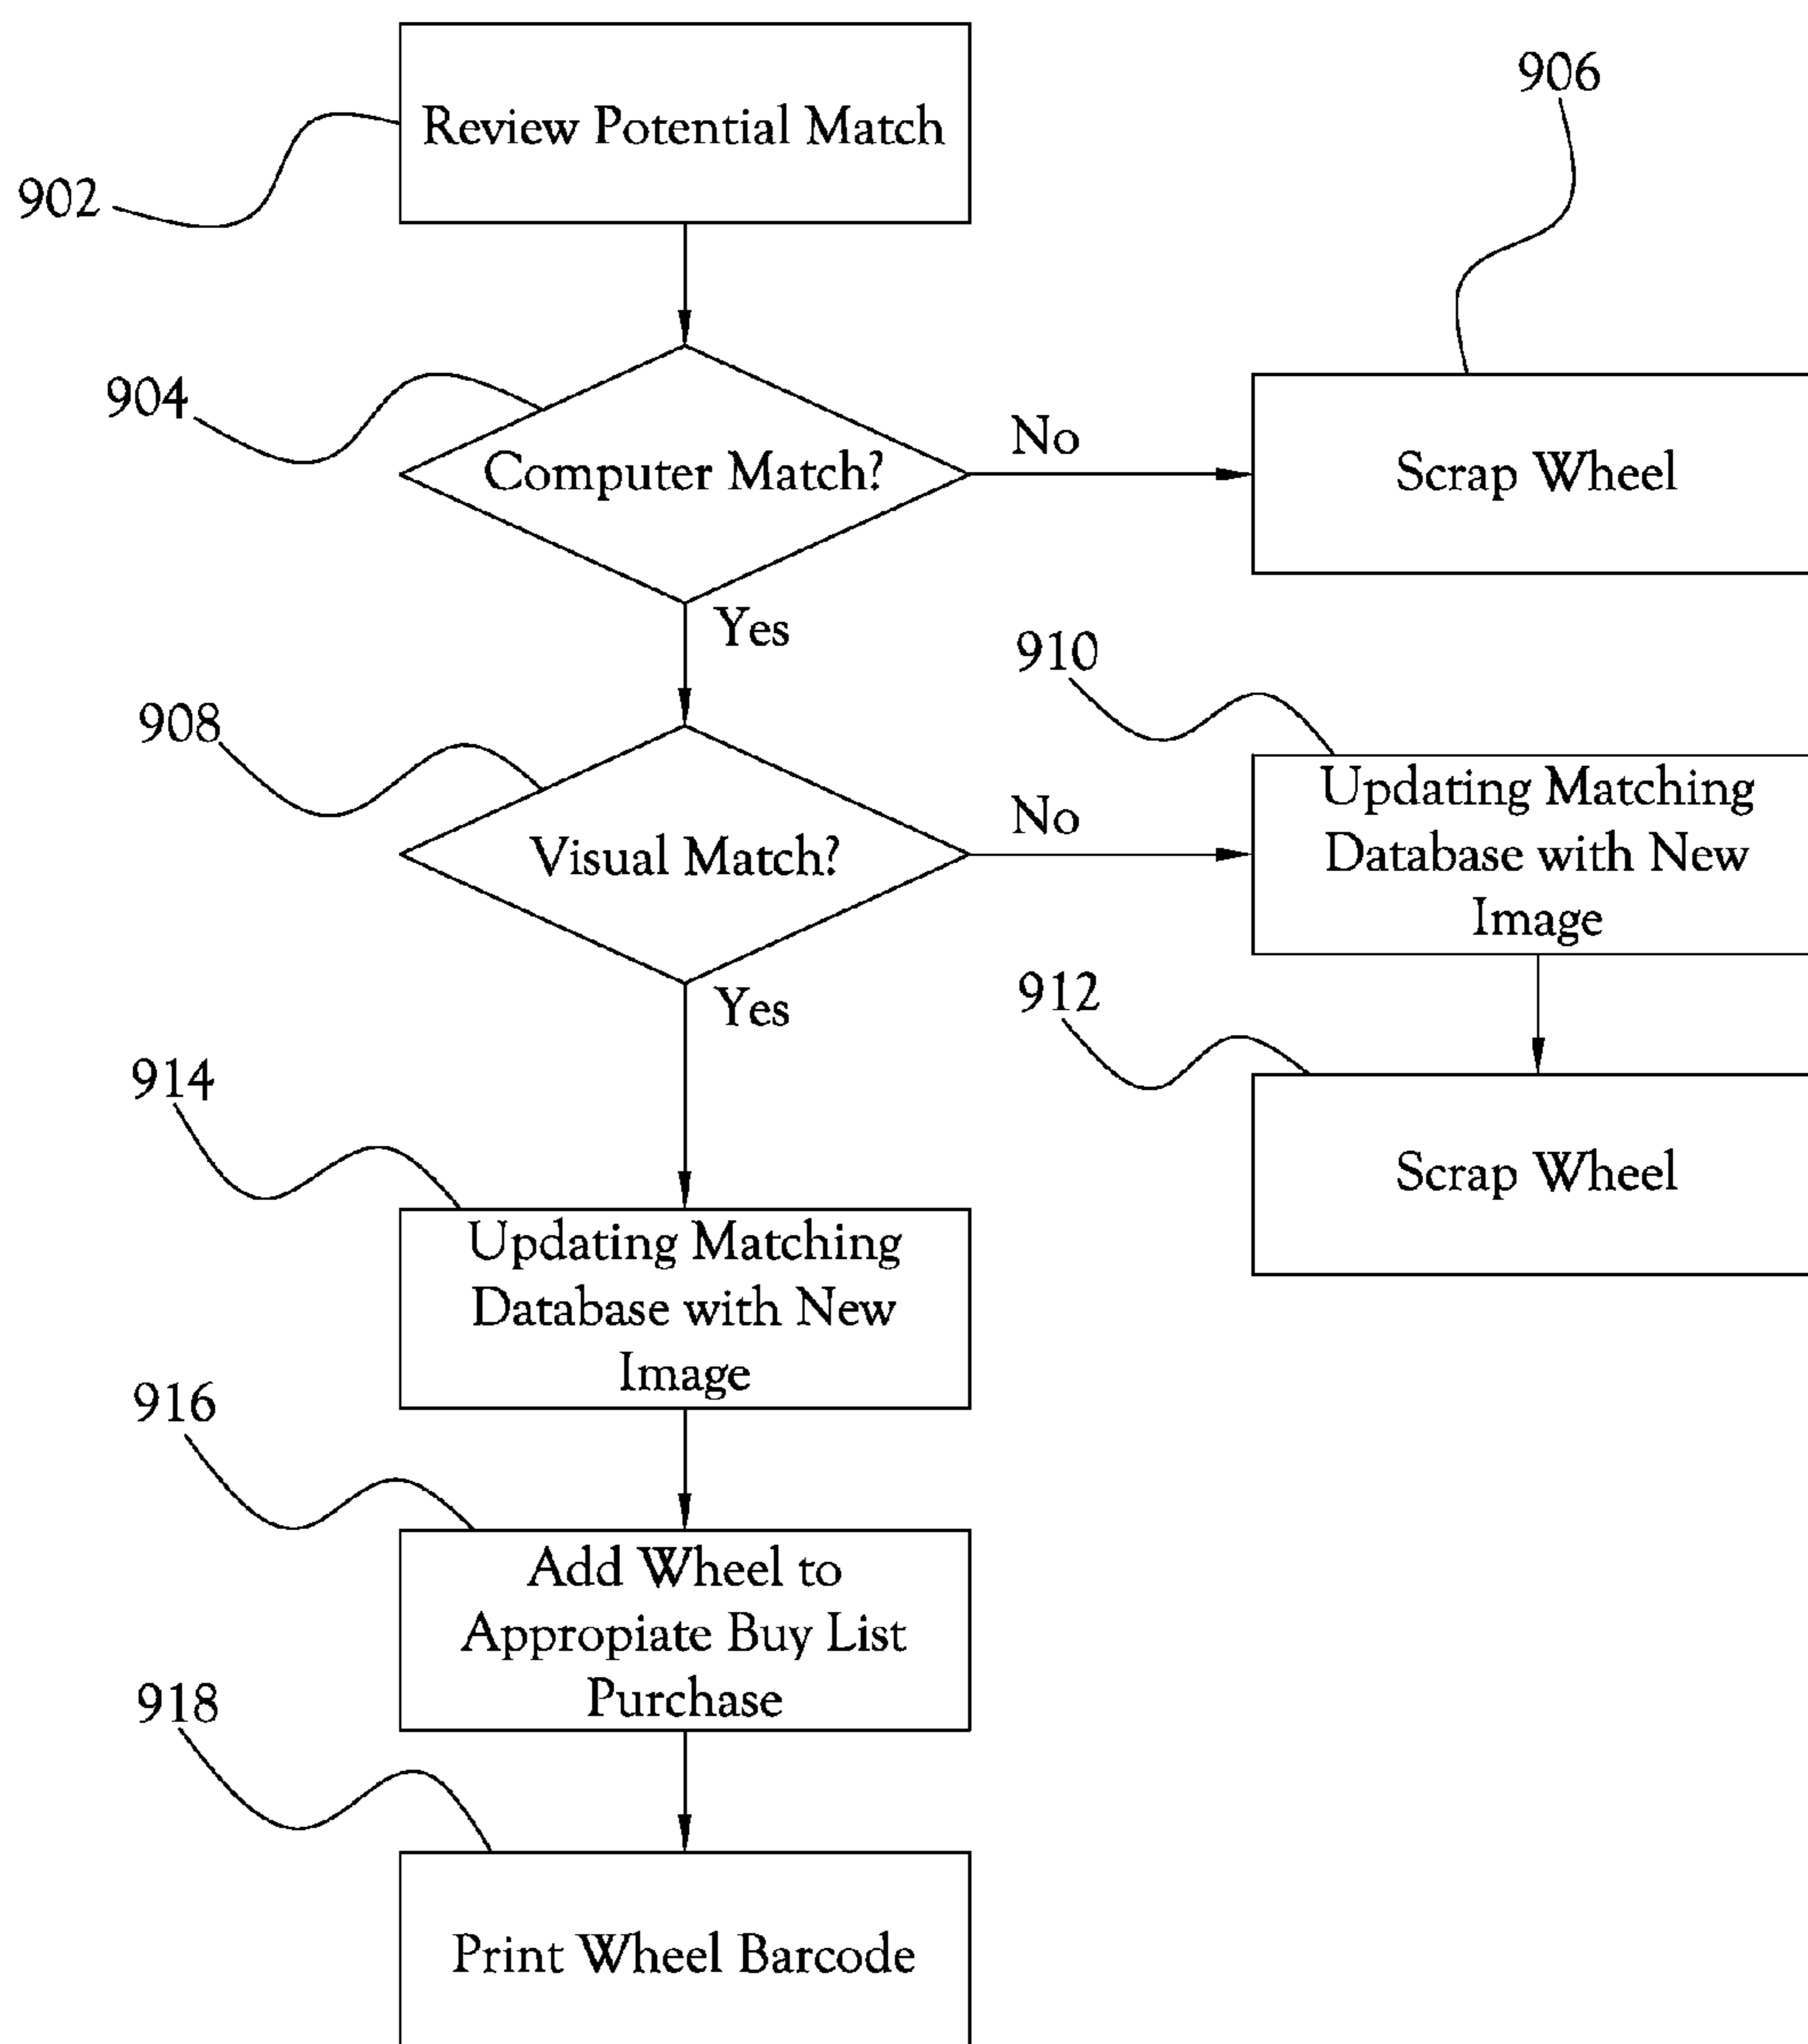 902
Review Potential Match
906
904
Computer Match?
No
Scrap Wheel
Yes
908
Visual Match?
No
910
Updating Matching
Database with New
Image
912
Scrap Wheel
Yes
914
Updating Matching
Database with New
Image
916
Add Wheel to
Appropiate Buy List
Purchase
918
Print Wheel Barcode